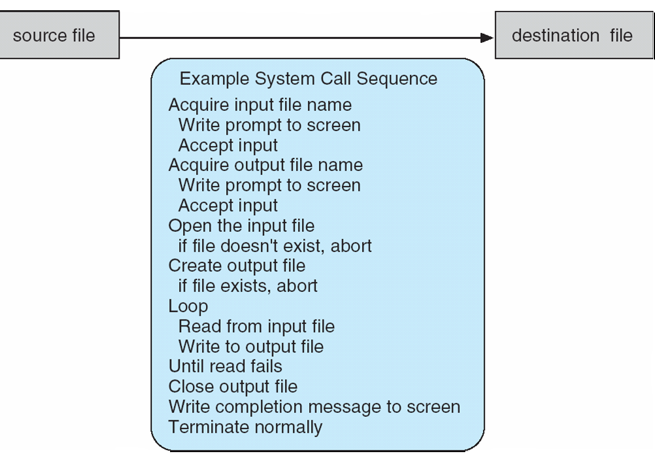 source file
destination file
Example System Call Sequence
Acquire input file name
Write prompt to screen
Accept input
Acquire output file name
Write prompt to screen
Accept input
Open the input file
if file doesn't exist, abort
Create output file
if file exists, abort
Loop
Read from input file
Write to output file
Until read fails
Close output file
Write completion message to screen
Terminate normally